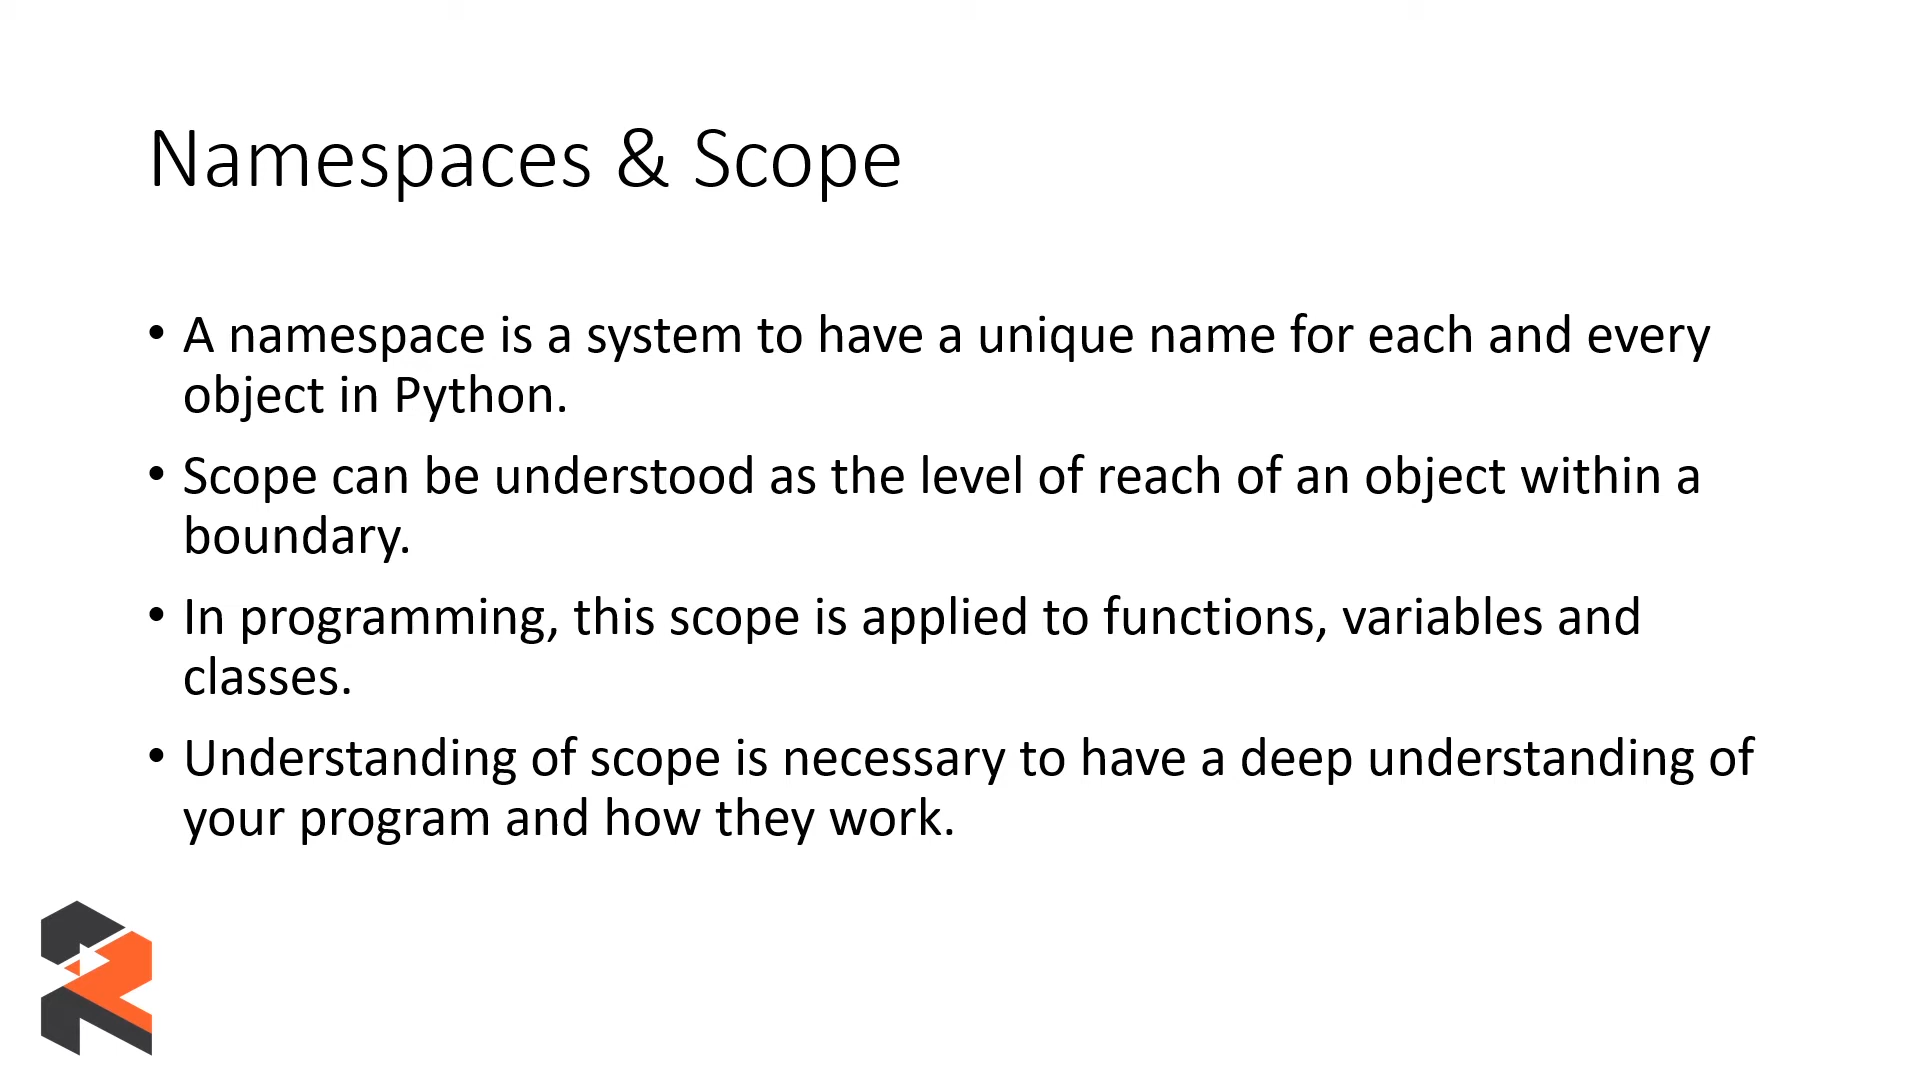 Namespaces & Scope
• A namespace is a system to have a unique name for each and every
object in Python.
• Scope can be understood as the level of reach of an object within a
boundary.
• In programming, this scope is applied to functions, variables and
classes.
• Understanding of scope is necessary to have a deep understanding of
your program and how they work.